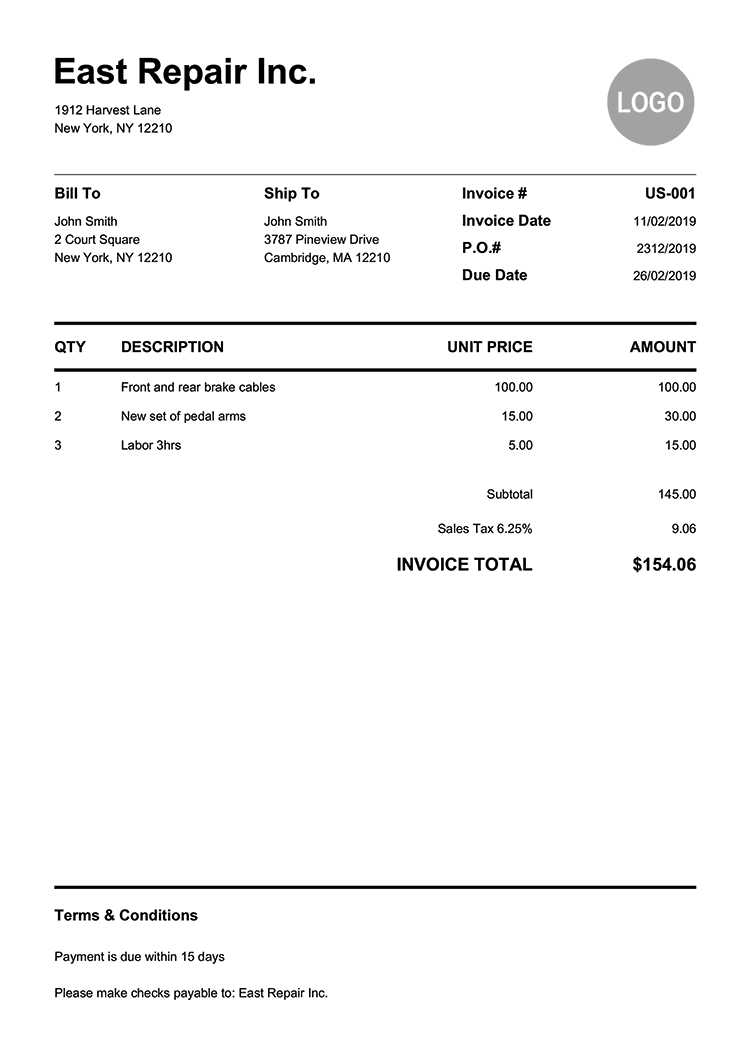 East Repair Inc.
1912 Harvest Lane
New York, NY 12210
LOGO
Bill To
John Smith
2 Court Square
New York, NY 12210
Ship To
John Smith
3787 Pineview Drive
Cambridge, MA 12210
Invoice # US-001
Invoice Date 11/02/2019
P.O.# 2312/2019
Due Date 26/02/2019
QTY DESCRIPTION UNIT PRICE AMOUNT
1 Front and rear brake cables 100.00 100.00
2 New set of pedal arms 15.00 30.00
3 Labor 3hrs 5.00 15.00
Subtotal 145.00
Sales Tax 6.25% 9.06
INVOICE TOTAL $154.06
Terms & Conditions
Payment is due within 15 days
Please make checks payable to: East Repair Inc.